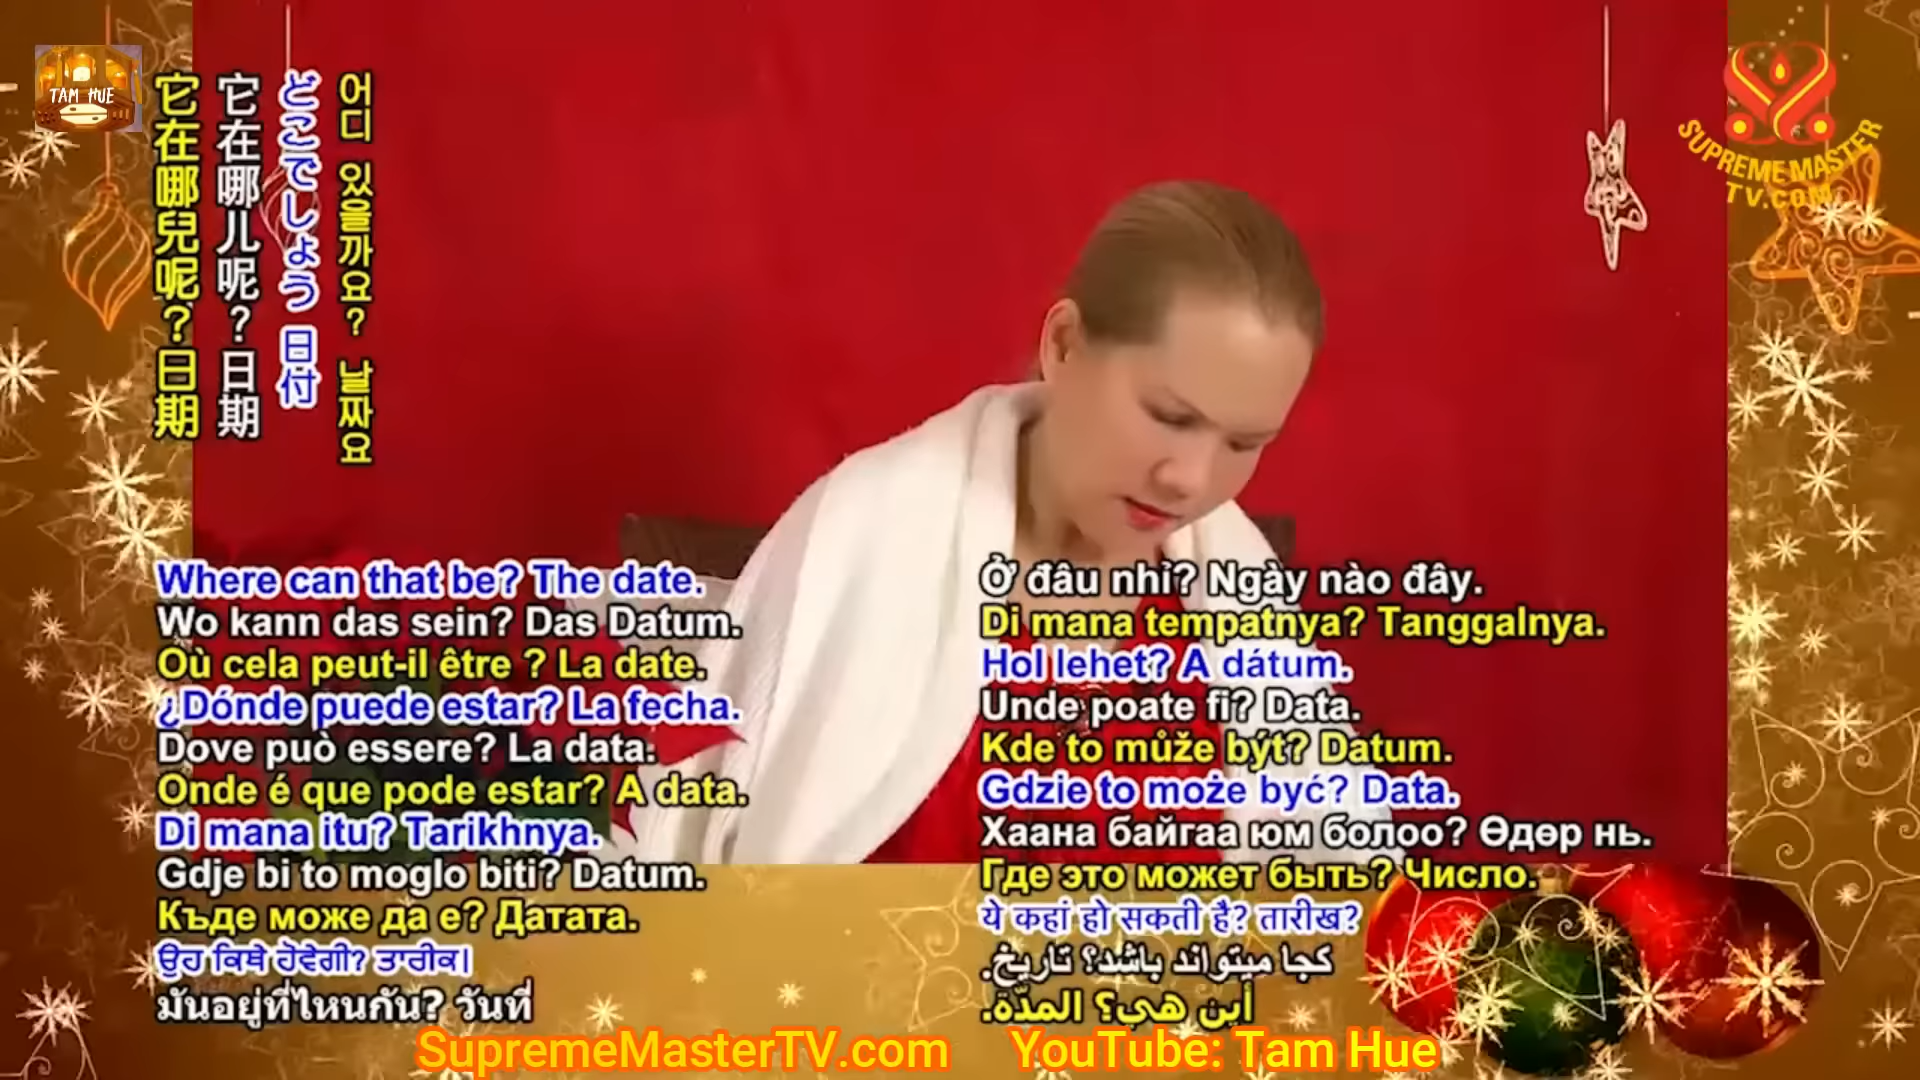 TAM HUE
SUPREME MASTER
TV.COM
它在哪兒呢？日期
它在哪儿呢？日期
どこでしょう 日付
어디 있을까요？ 날짜요
Where can that be? The date.
Wo kann das sein? Das Datum.
Où cela peut-il être ? La date.
¿Dónde puede estar? La fecha.
Dove può essere? La data.
Onde é que pode estar? A data.
Di mana itu? Tarikhnya.
Gdje bi to moglo biti? Datum.
Къде може да е? Датата.
ਉਹ ਕਿਥੇ ਹੋਵੇਗੀ? ਤਾਰੀਕ।
มันอยู่ที่ไหนกัน? วันที่
Ở đâu nhỉ? Ngày nào đây.
Di mana tempatnya? Tanggalnya.
Hol lehet? A dátum.
Unde poate fi? Data.
Kde to může být? Datum.
Gdzie to może być? Data.
Хаана байгаа юм болоо? Өдөр нь.
Где это может быть? Число.
ये कहां हो सकती है? तारीख?
کجا میتواند باشد؟ تاریخ.
أين هي؟ المدّة.
SupremeMasterTV.com YouTube: Tam Hue